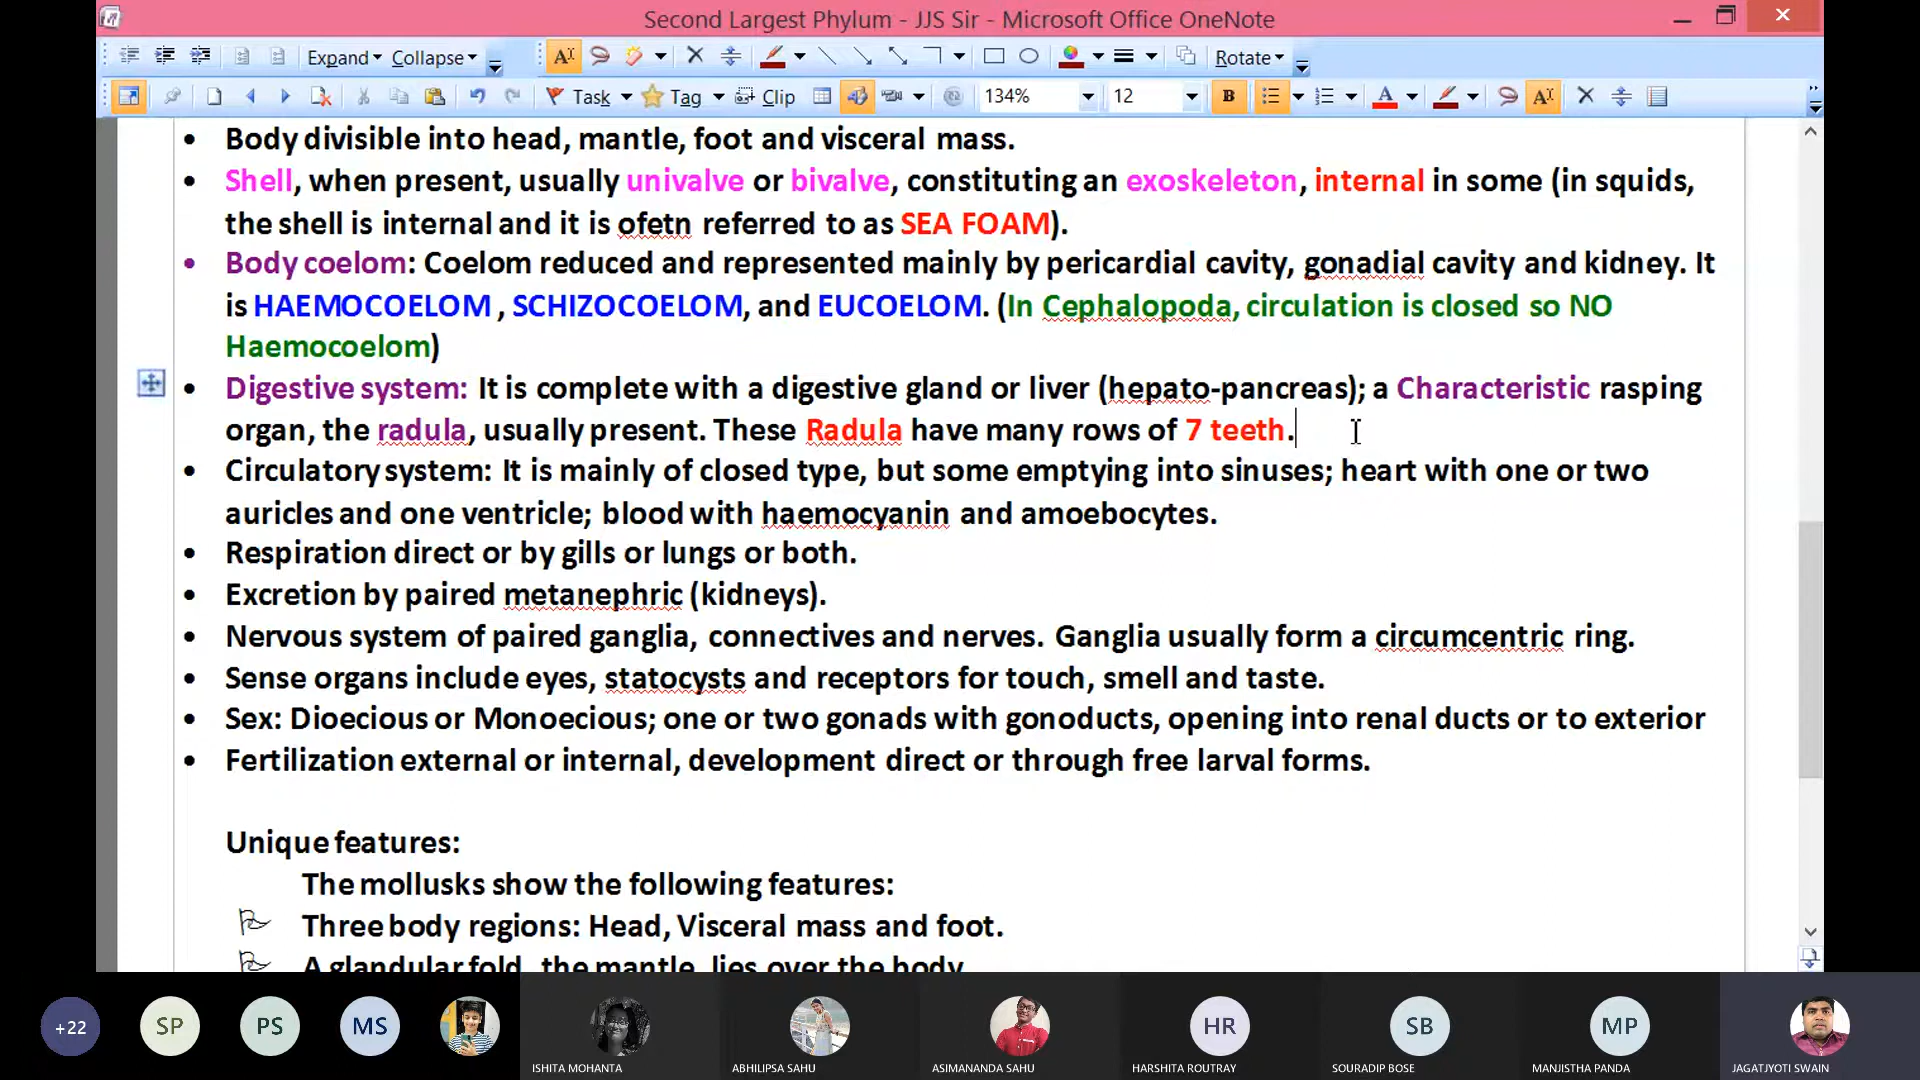 Second Largest Phylum - JJS Sir - Microsoft Office OneNote
Expand Collapse Rotate
Task Tag Clip 134% 12 B A
Body divisible into head, mantle, foot and visceral mass.
Shell, when present, usually univalve or bivalve, constituting an exoskeleton, internal in some (in squids,
the shell is internal and it is ofetn referred to as SEA FOAM).
Body coelom: Coelom reduced and represented mainly by pericardial cavity, gonadial cavity and kidney. It
is HAEMOCOELOM , SCHIZOCOELOM, and EUCOELOM. (In Cephalopoda, circulation is closed so NO
Haemocoelom)
Digestive system: It is complete with a digestive gland or liver (hepato-pancreas); a Characteristic rasping
organ, the radula, usually present. These Radula have many rows of 7 teeth.
Circulatory system: It is mainly of closed type, but some emptying into sinuses; heart with one or two
auricles and one ventricle; blood with haemocyanin and amoebocytes.
Respiration direct or by gills or lungs or both.
Excretion by paired metanephric (kidneys).
Nervous system of paired ganglia, connectives and nerves. Ganglia usually form a circumcentric ring.
Sense organs include eyes, statocysts and receptors for touch, smell and taste.
Sex: Dioecious or Monoecious; one or two gonads with gonoducts, opening into renal ducts or to exterior
Fertilization external or internal, development direct or through free larval forms.
Unique features:
The mollusks show the following features:
Three body regions: Head, Visceral mass and foot.
A glandular fold, the mantle, lies over the body
+22 SP PS MS HR SB MP
ISHITA MOHANTA ABHILIPSA SAHU ASIMANANDA SAHU HARSHITA ROUTRAY SOURADIP BOSE MANJISTHA PANDA JAGATJYOTI SWAIN